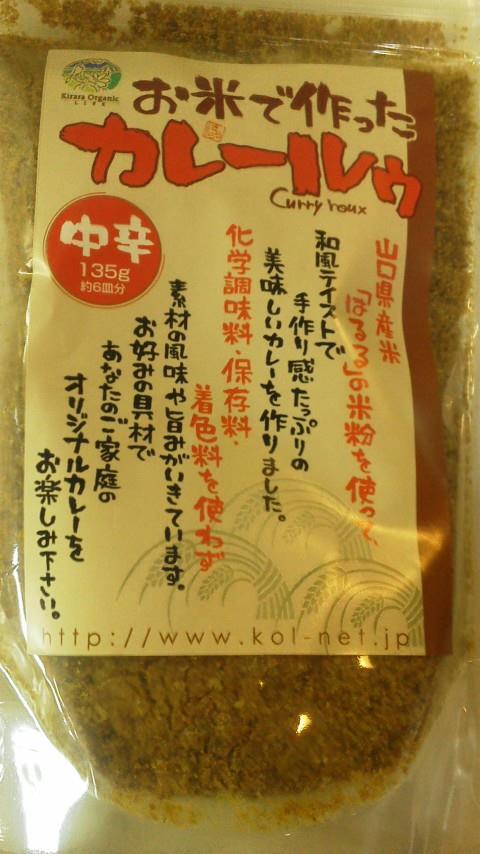 Kirara Organic
LIFE
お米で作った
カレールゥ
Curry roux
中辛
135g
約6皿分
山口県産米
「はるる」の米粉を使って、
和風テイストで
手作り感たっぷりの
美味しいカレーを作りました。
化学調味料・保存料・
着色料を使わず
素材の風味や旨みがいきています。
お好みの具材で
あなたのご家庭の
オリジナルカレーを
お楽しみ下さい。
http://www.kol-net.jp